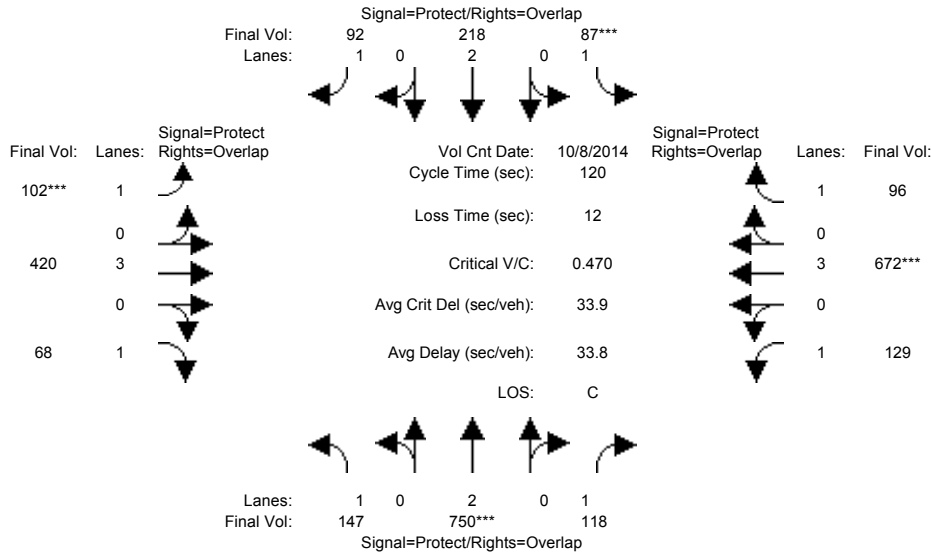 Signal=Protect/Rights=Overlap
Final Vol: 92 218 87***
Lanes: 1 0 2 0 1
Signal=Protect Signal=Protect
Final Vol: Lanes: Rights=Overlap Vol Cnt Date: 10/8/2014 Rights=Overlap Lanes: Final Vol:
Cycle Time (sec): 120
102*** 1 1 96
Loss Time (sec): 12
0 0
420 3 Critical V/C: 0.470 3 672***
0 Avg Crit Del (sec/veh): 33.9 0
68 1 Avg Delay (sec/veh): 33.8 1 129
LOS: C
Lanes: 1 0 2 0 1
Final Vol: 147 750*** 118
Signal=Protect/Rights=Overlap